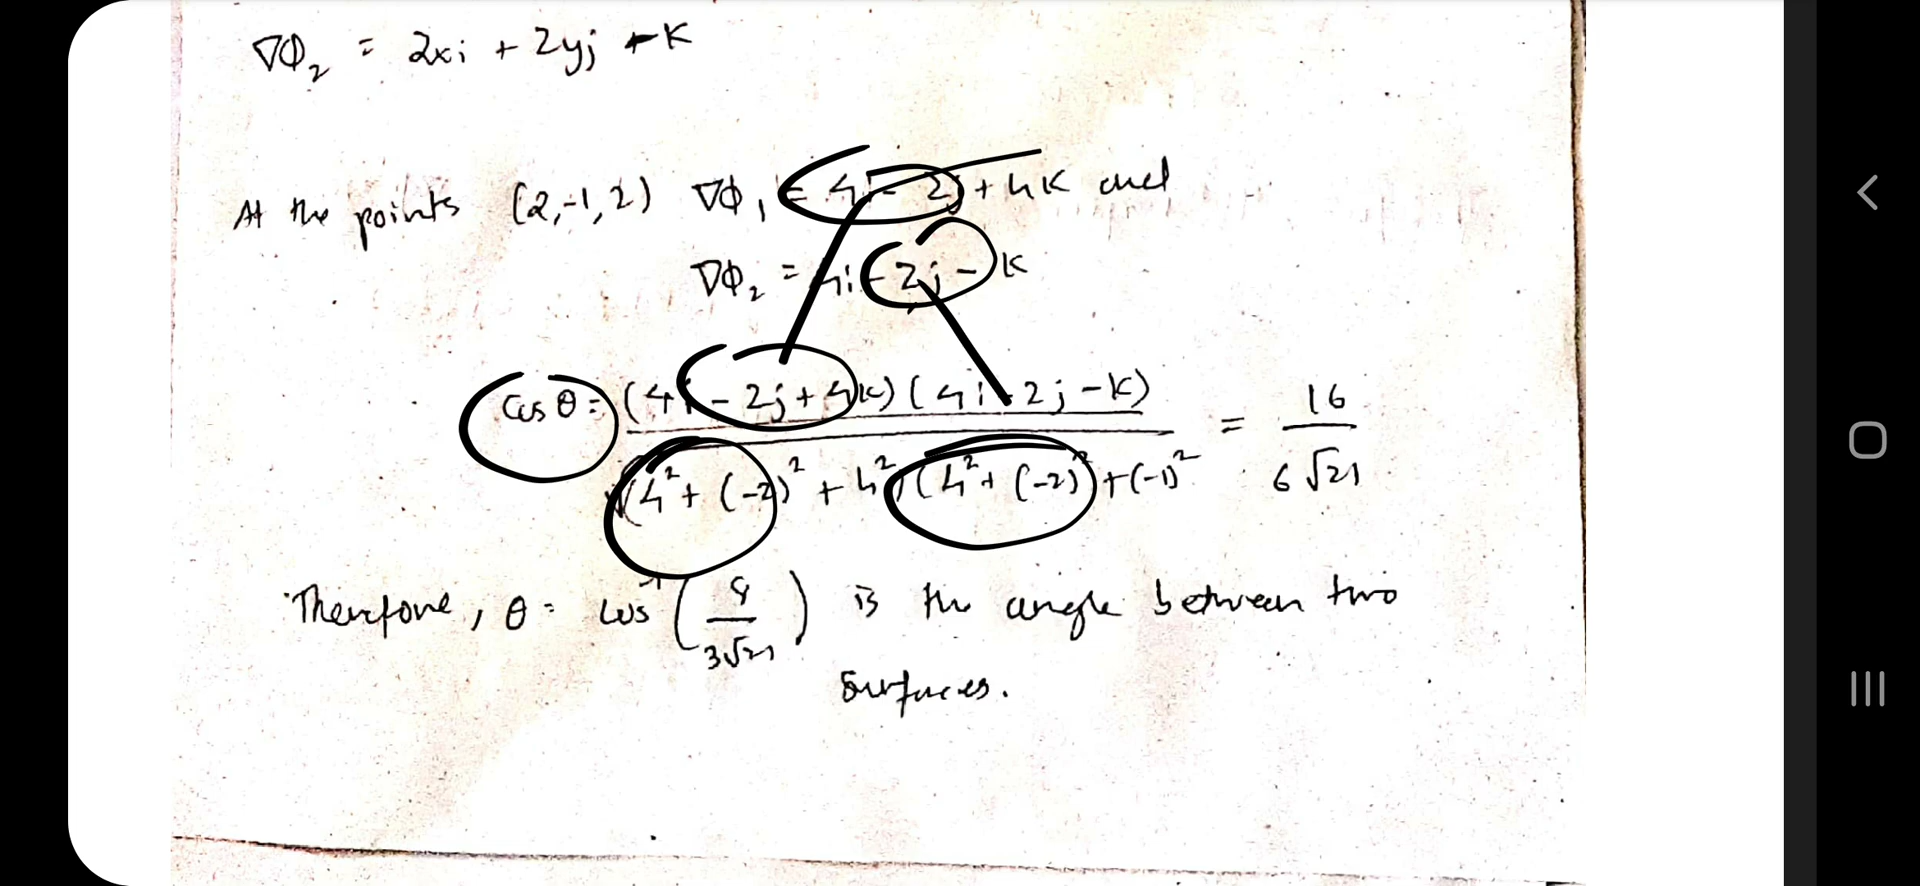 ∇Φ₂ = 2xi + 2yj - K
At the points (2,-1,2) ∇Φ₁ = 4i - 2j + 4K and
∇Φ₂ = 4i - 2j - K
Cos θ = (4i - 2j + 4K) (4i - 2j - K) / √(4² + (-2)² + 4² √(4² + (-2)² + (-1)² = 16 / 6√21
Therefore, θ = cos⁻¹ (8 / 3√21) is the angle between two
surfaces.